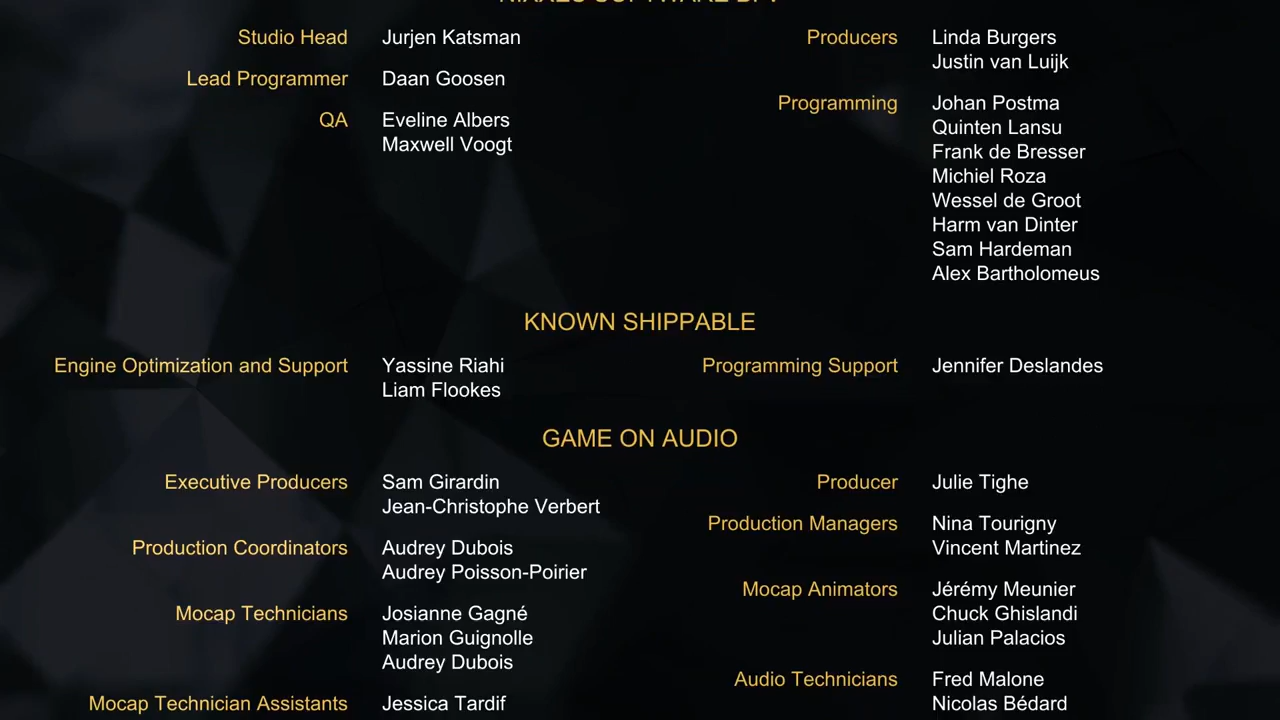 NIXXES SOFTWARE B.V.
Studio Head Jurjen Katsman
Lead Programmer Daan Goosen
QA Eveline Albers
Maxwell Voogt
Producers Linda Burgers
Justin van Luijk
Programming Johan Postma
Quinten Lansu
Frank de Bresser
Michiel Roza
Wessel de Groot
Harm van Dinter
Sam Hardeman
Alex Bartholomeus
KNOWN SHIPPABLE
Engine Optimization and Support Yassine Riahi
Liam Flookes
Programming Support Jennifer Deslandes
GAME ON AUDIO
Executive Producers Sam Girardin
Jean-Christophe Verbert
Production Coordinators Audrey Dubois
Audrey Poisson-Poirier
Mocap Technicians Josianne Gagné
Marion Guignolle
Audrey Dubois
Mocap Technician Assistants Jessica Tardif
Producer Julie Tighe
Production Managers Nina Tourigny
Vincent Martinez
Mocap Animators Jérémy Meunier
Chuck Ghislandi
Julian Palacios
Audio Technicians Fred Malone
Nicolas Bédard